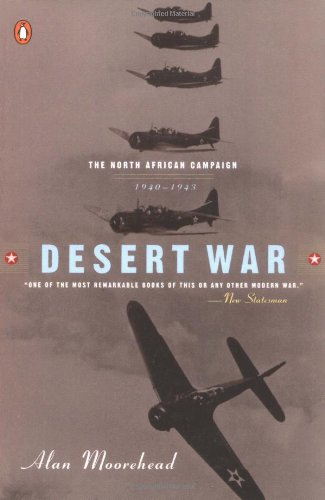 THE NORTH AFRICAN CAMPAIGN
1940–1943
DESERT WAR
"ONE OF THE MOST REMARKABLE BOOKS OF THIS OR ANY OTHER MODERN WAR."
—New Statesman
Alan Moorehead